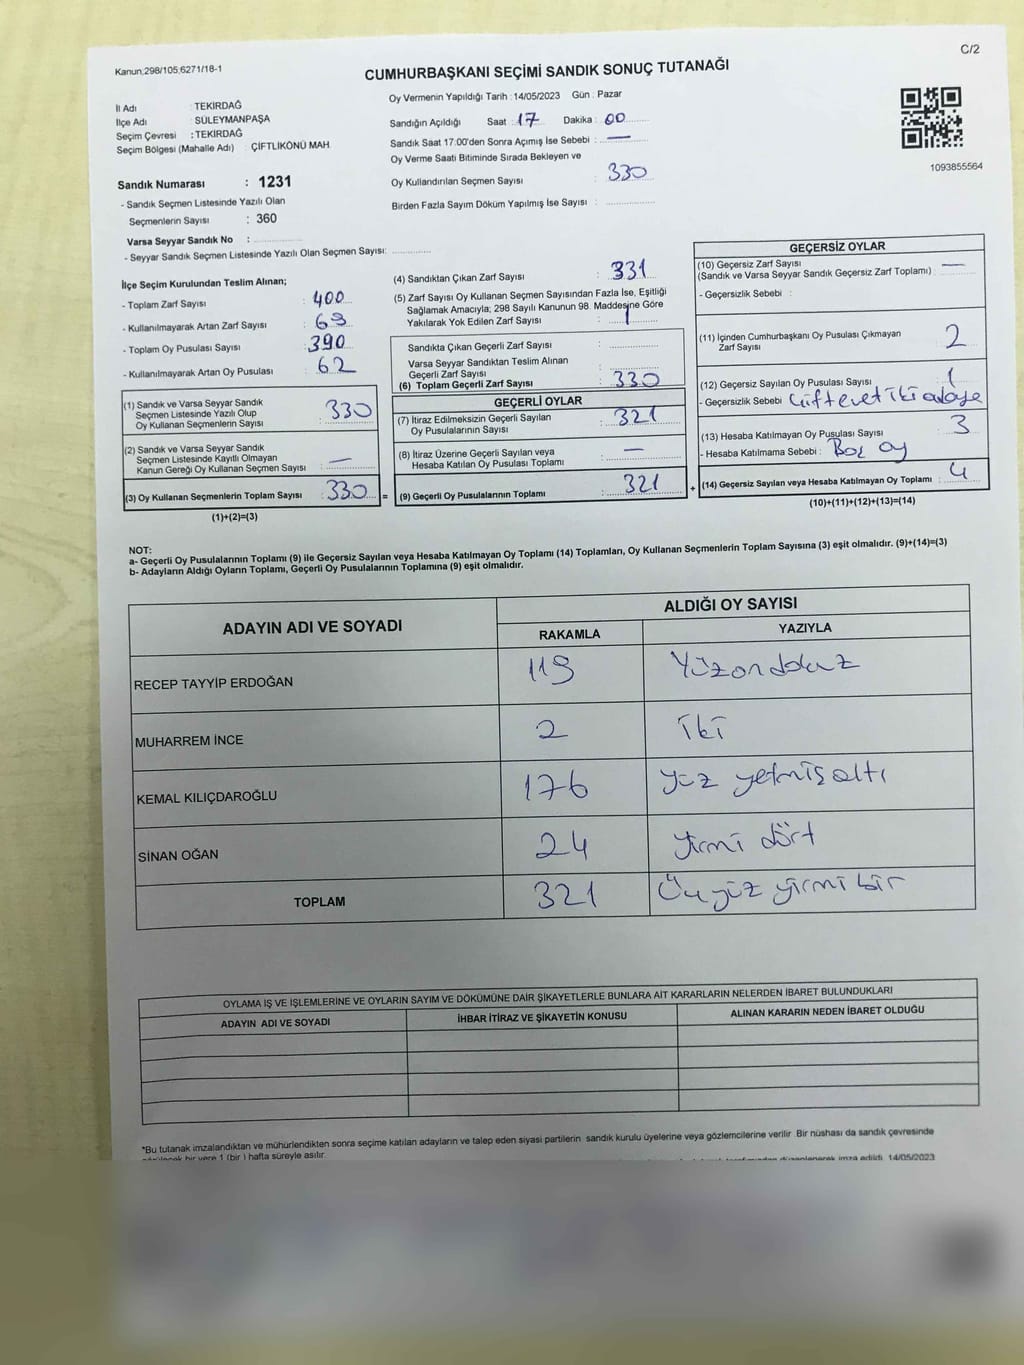 C/2
Kanun;298/105;6271/18-1
CUMHURBAŞKANI SEÇİMİ SANDIK SONUÇ TUTANAĞI
İl Adı : TEKİRDAĞ
İlçe Adı : SÜLEYMANPAŞA
Seçim Çevresi : TEKİRDAĞ
Seçim Bölgesi (Mahalle Adı) : ÇİFTLİKÖNÜ MAH.
Sandık Numarası : 1231
- Sandık Seçmen Listesinde Yazılı Olan
Seçmenlerin Sayısı : 360
Varsa Seyyar Sandık No :
- Seyyar Sandık Seçmen Listesinde Yazılı Olan Seçmen Sayısı:
Oy Vermenin Yapıldığı Tarih : 14/05/2023 Gün : Pazar
Sandığın Açıldığı Saat : 17 Dakika : 00
Sandık Saat 17:00'den Sonra Açılmış İse Sebebi : —
Oy Verme Saati Bitiminde Sırada Bekleyen ve
Oy Kullandırılan Seçmen Sayısı : 330
Birden Fazla Sayım Döküm Yapılmış İse Sayısı :
1093855564
İlçe Seçim Kurulundan Teslim Alınan;
- Toplam Zarf Sayısı : 400
- Kullanılmayarak Artan Zarf Sayısı : 69
- Toplam Oy Pusulası Sayısı : 390
- Kullanılmayarak Artan Oy Pusulası : 62
(1) Sandık ve Varsa Seyyar Sandık
Seçmen Listesinde Yazılı Olup
Oy Kullanan Seçmenlerin Sayısı : 330
(2) Sandık ve Varsa Seyyar Sandık
Seçmen Listesinde Kayıtlı Olmayan
Kanun Gereği Oy Kullanan Seçmen Sayısı : —
(3) Oy Kullanan Seçmenlerin Toplam Sayısı : 330 =
(1)+(2)=(3)
(4) Sandıktan Çıkan Zarf Sayısı : 331
(5) Zarf Sayısı Oy Kullanan Seçmen Sayısından Fazla İse, Eşitliği
Sağlamak Amacıyla; 298 Sayılı Kanunun 98. Maddesine Göre
Yakılarak Yok Edilen Zarf Sayısı : 1
Sandıkta Çıkan Geçerli Zarf Sayısı :
Varsa Seyyar Sandıktan Teslim Alınan
Geçerli Zarf Sayısı :
(6) Toplam Geçerli Zarf Sayısı : 330
GEÇERLİ OYLAR
(7) İtiraz Edilmeksizin Geçerli Sayılan
Oy Pusulalarının Sayısı : 321
(8) İtiraz Üzerine Geçerli Sayılan veya
Hesaba Katılan Oy Pusulası Toplamı : —
(9) Geçerli Oy Pusulalarının Toplamı : 321 +
GEÇERSİZ OYLAR
(10) Geçersiz Zarf Sayısı
(Sandık ve Varsa Seyyar Sandık Geçersiz Zarf Toplamı) : —
- Geçersizlik Sebebi :
(11) İçinden Cumhurbaşkanı Oy Pusulası Çıkmayan
Zarf Sayısı : 2
(12) Geçersiz Sayılan Oy Pusulası Sayısı : 1
- Geçersizlik Sebebi : Çift evet iki adaya
(13) Hesaba Katılmayan Oy Pusulası Sayısı : 3
- Hesaba Katılmama Sebebi : Boş oy
(14) Geçersiz Sayılan veya Hesaba Katılmayan Oy Toplamı : 4
(10)+(11)+(12)+(13)=(14)
NOT:
a- Geçerli Oy Pusulalarının Toplamı (9) ile Geçersiz Sayılan veya Hesaba Katılmayan Oy Toplamı (14) Toplamları, Oy Kullanan Seçmenlerin Toplam Sayısına (3) eşit olmalıdır. (9)+(14)=(3)
b- Adayların Aldığı Oyların Toplamı, Geçerli Oy Pusulalarının Toplamına (9) eşit olmalıdır.
ADAYIN ADI VE SOYADI ALDIĞI OY SAYISI
RAKAMLA YAZIYLA
RECEP TAYYİP ERDOĞAN 119 Yüzondokuz
MUHARREM İNCE 2 iki
KEMAL KILIÇDAROĞLU 176 yüz yetmiş altı
SİNAN OĞAN 24 yirmi dört
TOPLAM 321 Üçyüz yirmi bir
OYLAMA İŞ VE İŞLEMLERİNE VE OYLARIN SAYIM VE DÖKÜMÜNE DAİR ŞİKAYETLERLE BUNLARA AİT KARARLARIN NELERDEN İBARET BULUNDUKLARI
ADAYIN ADI VE SOYADI İHBAR İTİRAZ VE ŞİKAYETİN KONUSU ALINAN KARARIN NEDEN İBARET OLDUĞU
*Bu tutanak imzalandıktan ve mühürlendikten sonra seçime katılan adayların ve talep eden siyasi partilerin sandık kurulu üyelerine veya gözlemcilerine verilir. Bir nüshası da sandık çevresinde
bir yere 1 (bir ) hafta süreyle asılır.
imza edildi. 14/05/2023